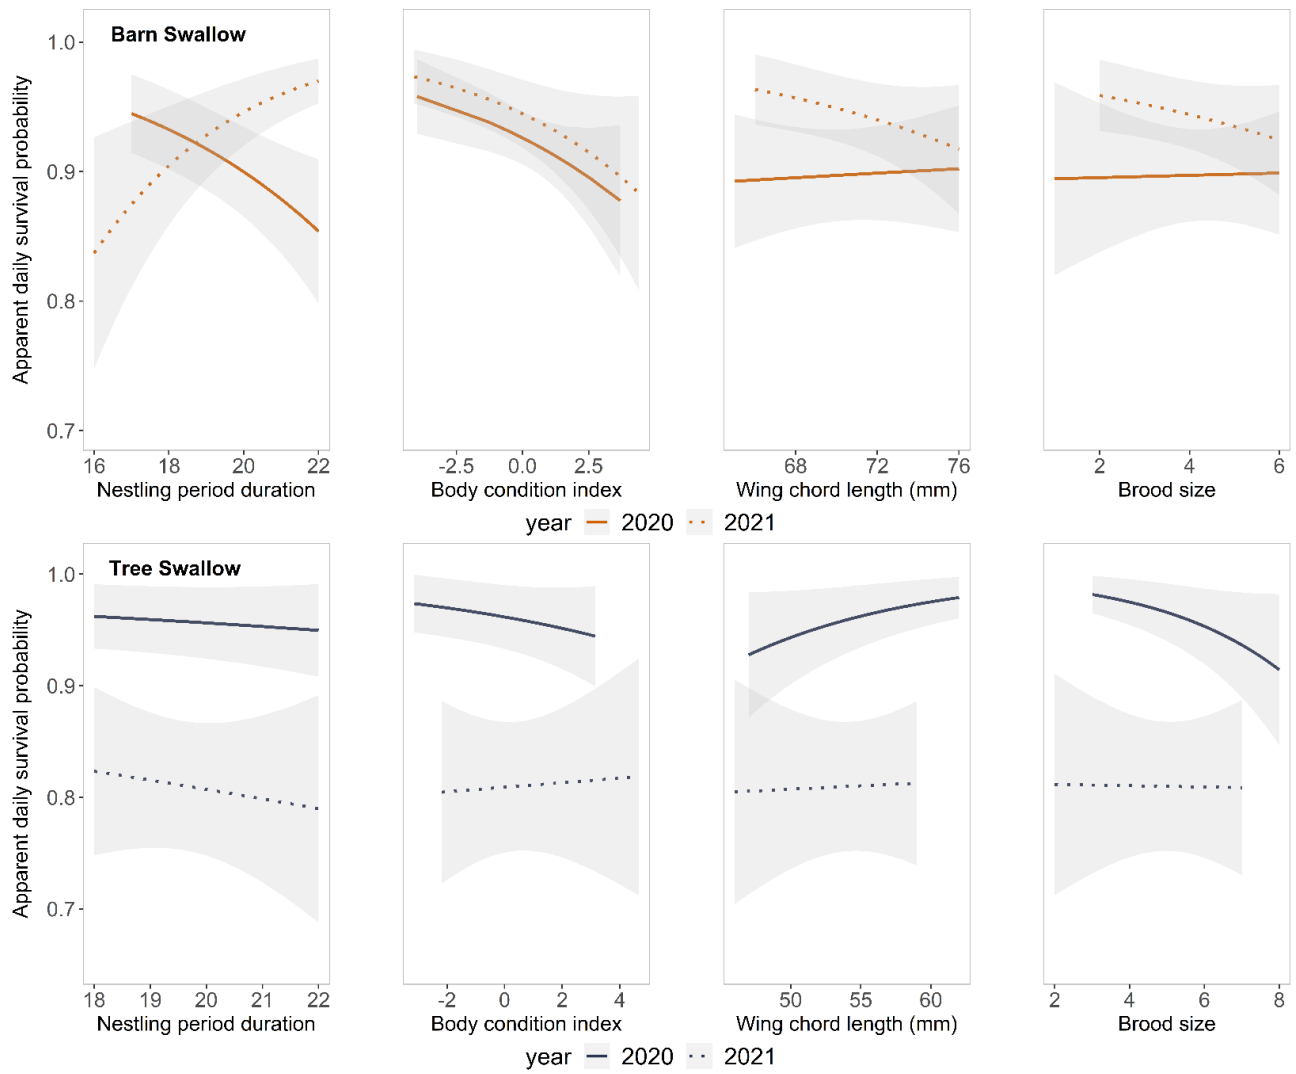 Barn Swallow
Apparent daily survival probability
1.0
0.9
0.8
0.7
16 18 20 22
Nestling period duration
-2.5 0.0 2.5
Body condition index
68 72 76
Wing chord length (mm)
2 4 6
Brood size
year 2020 2021
Tree Swallow
Apparent daily survival probability
1.0
0.9
0.8
0.7
18 19 20 21 22
Nestling period duration
-2 0 2 4
Body condition index
50 55 60
Wing chord length (mm)
2 4 6 8
Brood size
year 2020 2021